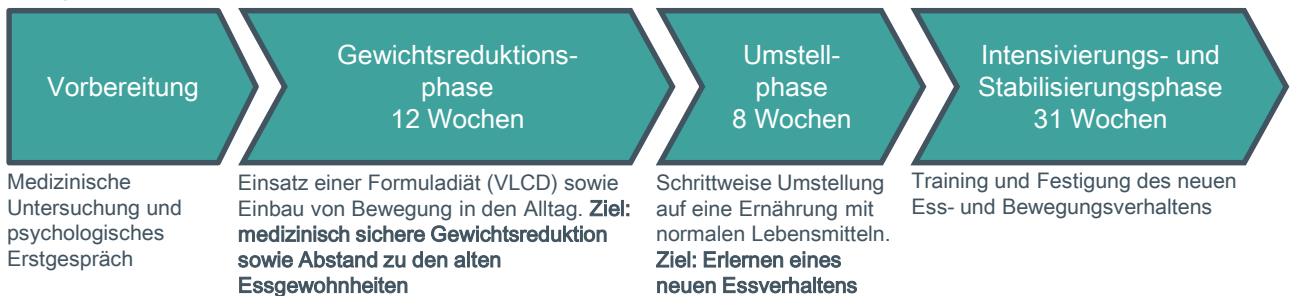 Vorbereitung
Gewichtsreduktions-
phase
12 Wochen
Umstell-
phase
8 Wochen
Intensivierungs- und
Stabilisierungsphase
31 Wochen
Medizinische
Untersuchung und
psychologisches
Erstgespräch
Einsatz einer Formuladiät (VLCD) sowie
Einbau von Bewegung in den Alltag. Ziel:
medizinisch sichere Gewichtsreduktion
sowie Abstand zu den alten
Essgewohnheiten
Schrittweise Umstellung
auf eine Ernährung mit
normalen Lebensmitteln.
Ziel: Erlernen eines
neuen Essverhaltens
Training und Festigung des neuen
Ess- und Bewegungsverhaltens